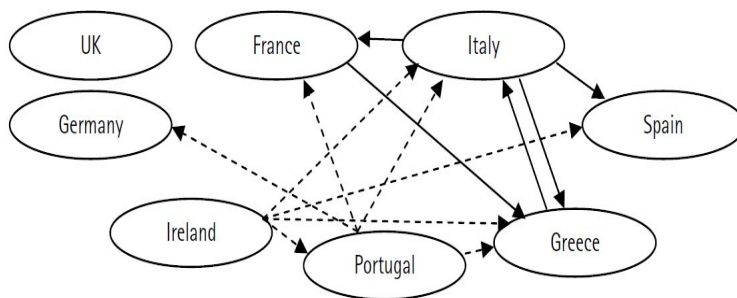 UK
France
Italy
Germany
Spain
Ireland
Portugal
Greece